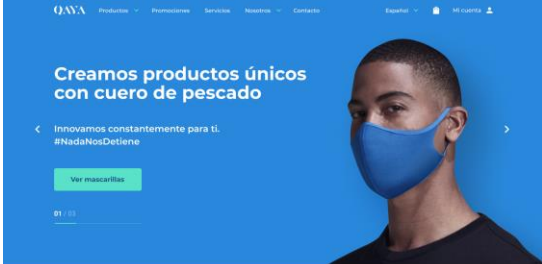 QAYA Productos Promociones Servicios Nosotros Contacto Español Mi cuenta
Creamos productos únicos
con cuero de pescado
Innovamos constantemente para ti.
#NadaNosDetiene
Ver mascarillas
01 / 03